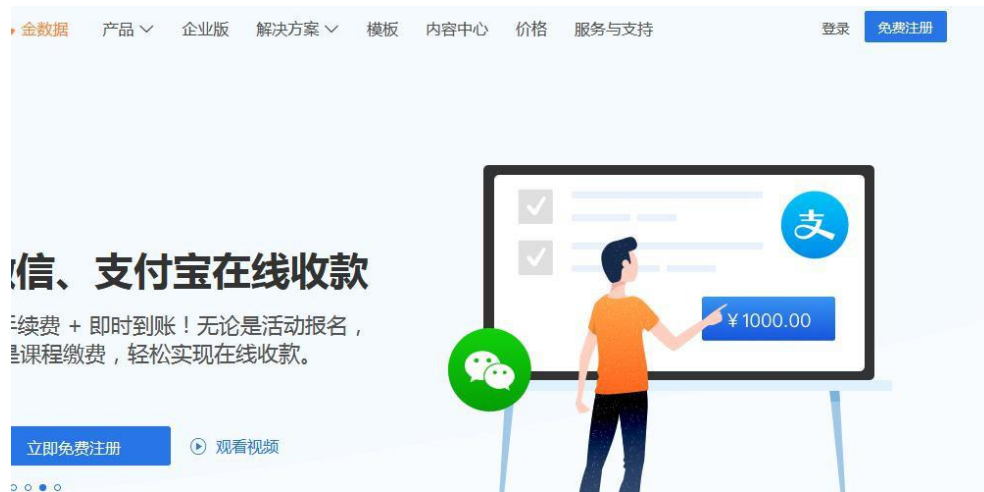 金数据 产品 企业版 解决方案 模板 内容中心 价格 服务与支持 登录 免费注册
信、支付宝在线收款
续费 + 即时到账！无论是活动报名，
是课程缴费，轻松实现在线收款。
支
¥1000.00
立即免费注册 观看视频